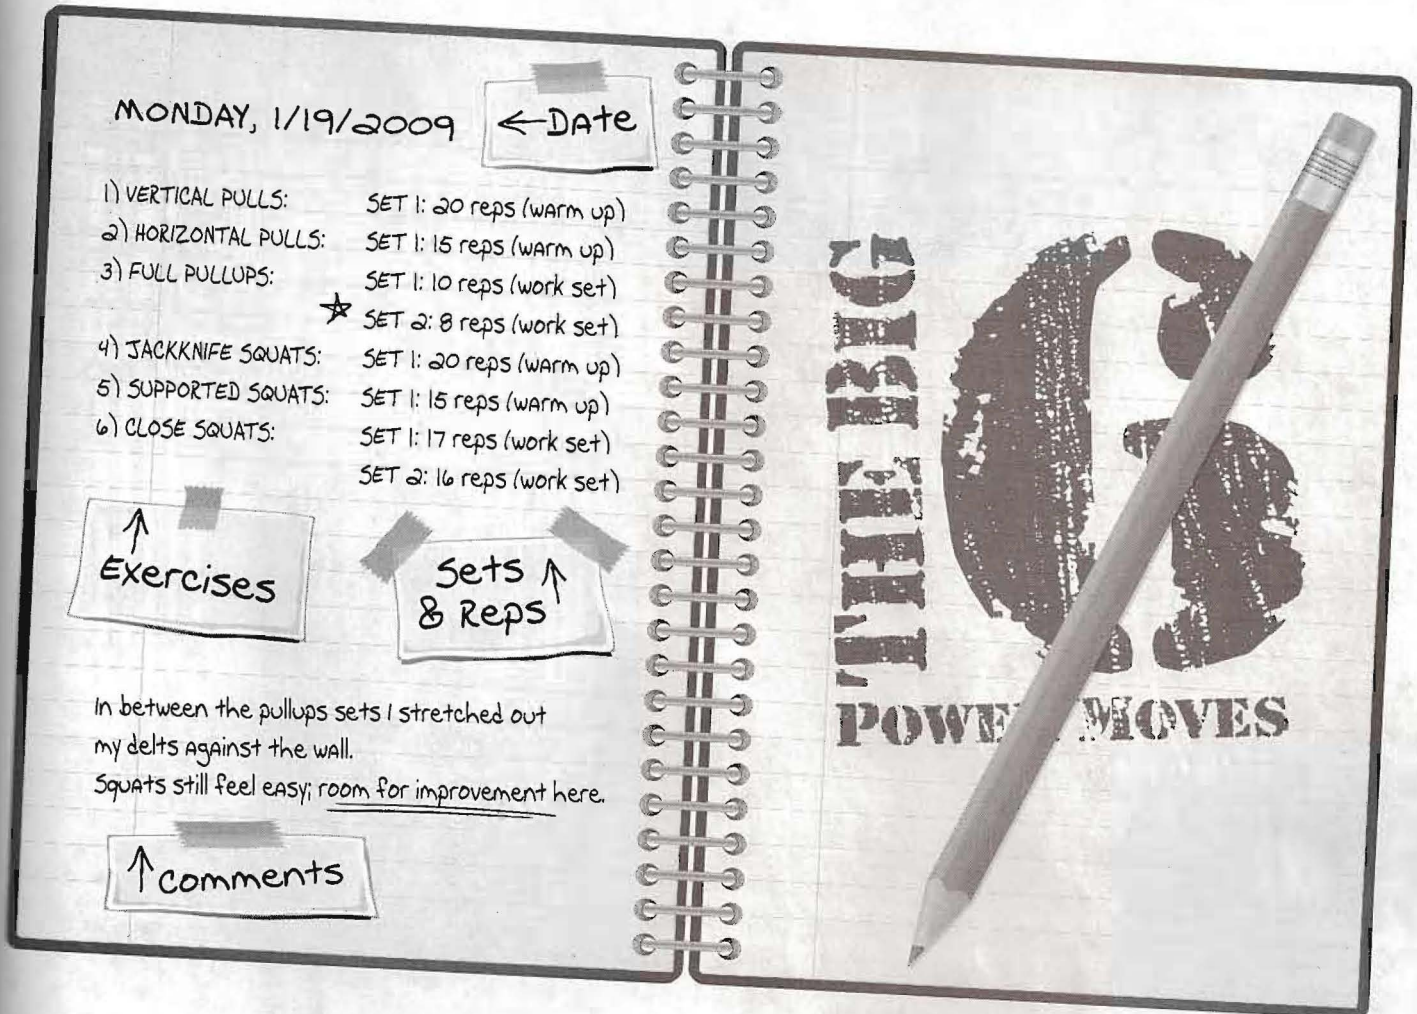 MONDAY, 1/19/2009
←DAte
1) VERTICAL PULLS: SET 1: 20 reps (wArm up)
2) HORIZONTAL PULLS: SET 1: 15 reps (wArm up)
3) FULL PULLUPS: SET 1: 10 reps (work set)
☆ SET 2: 8 reps (work set)
4) JACKKNIFE SQUATS: SET 1: 20 reps (wArm up)
5) SUPPORTED SQUATS: SET 1: 15 reps (wArm up)
6) CLOSE SQUATS: SET 1: 17 reps (work set)
SET 2: 16 reps (work set)
↑
Exercises
Sets ↑
& Reps
In between the pullups sets I stretched out
my delts AgAinst the wAll.
SquAts still feel eAsy; room for improvement here.
↑ comments
THE BIG
6
POWER MOVES